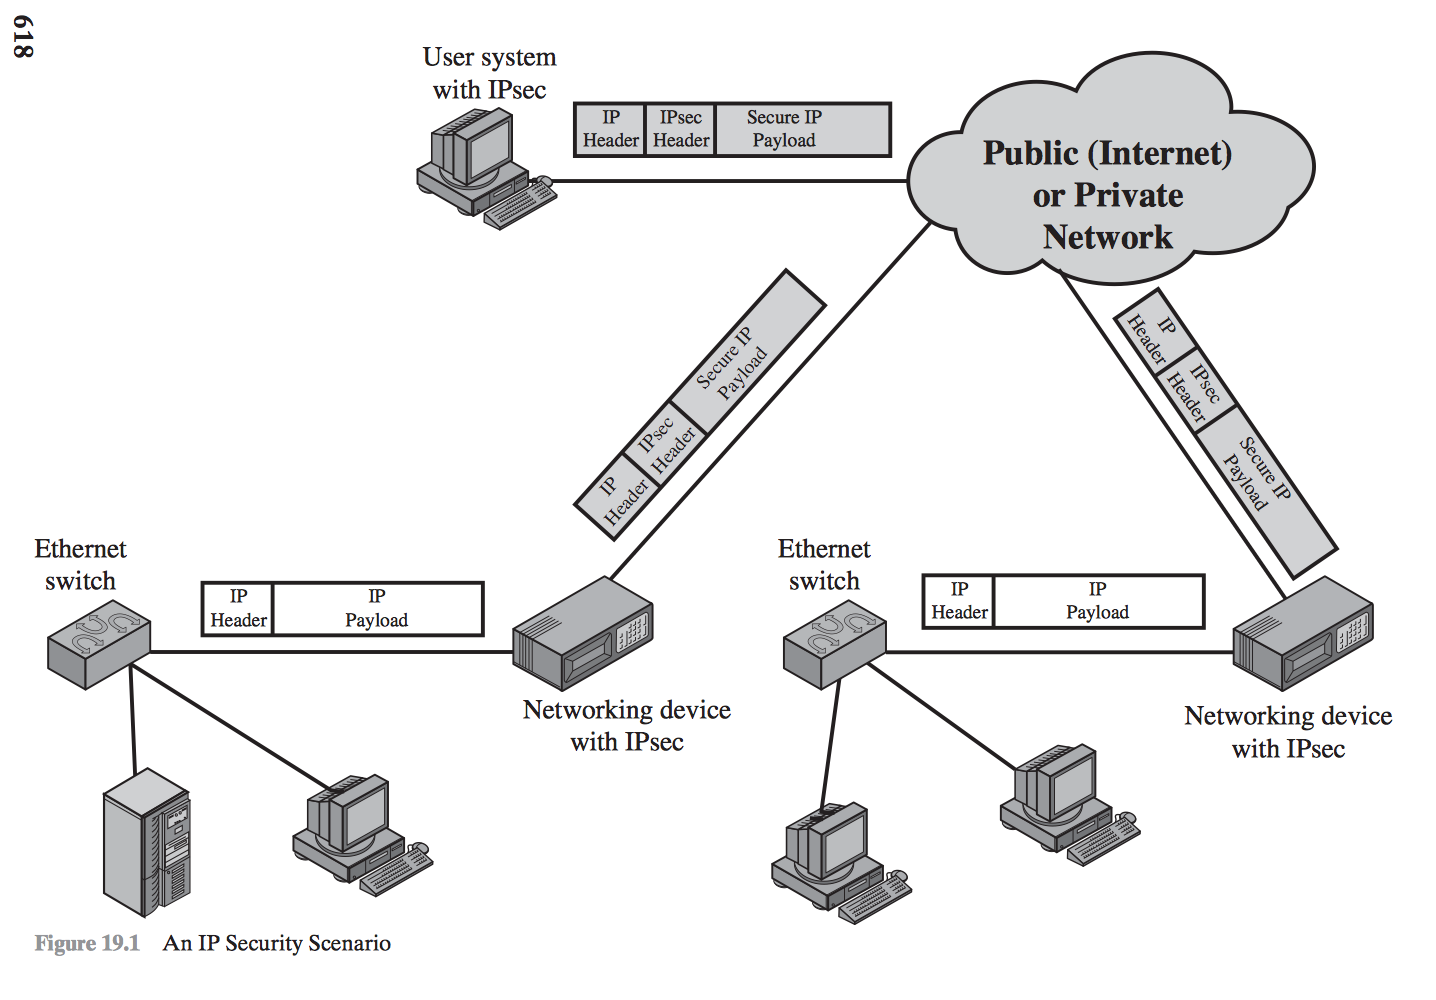 618
User system
with IPsec
IP
Header
IPsec
Header
Secure IP
Payload
Public (Internet)
or Private
Network
IP
Header
IPsec
Header
Secure IP
Payload
IP
Header
IPsec
Header
Secure IP
Payload
Ethernet
switch
IP
Header
IP
Payload
Networking device
with IPsec
Ethernet
switch
IP
Header
IP
Payload
Networking device
with IPsec
Figure 19.1 An IP Security Scenario